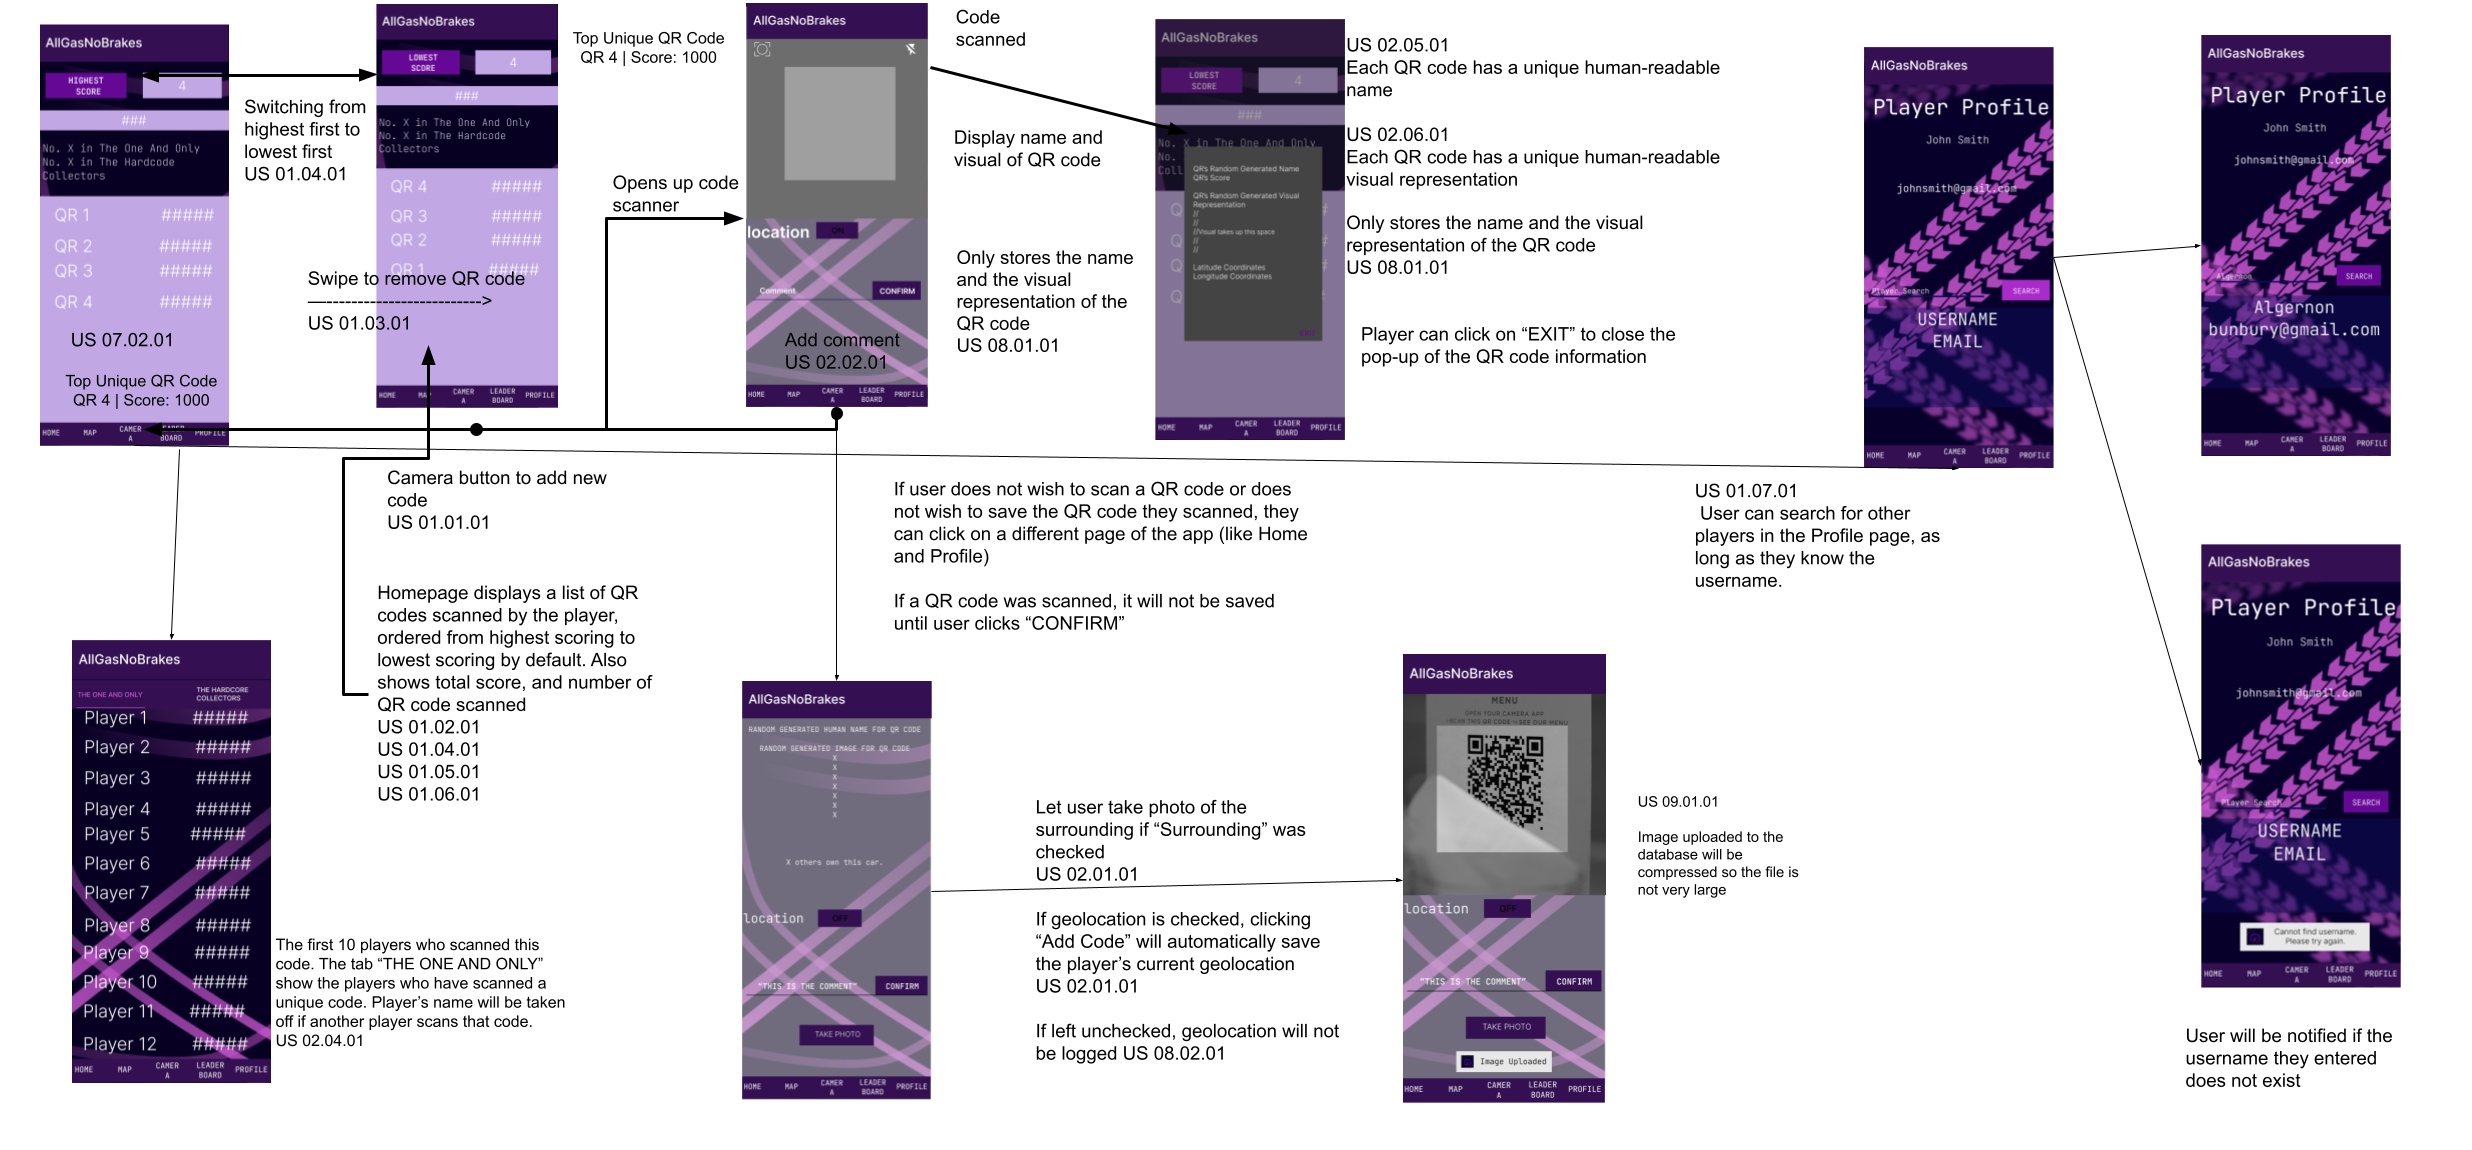 AllGasNoBrakes
HIGHEST
SCORE
4
###
No. X in The One And Only
No. X in The Hardcode
Collectors
QR 1 #####
QR 2 #####
QR 3 #####
QR 4 #####
US 07.02.01
Top Unique QR Code
QR 4 | Score: 1000
HOME MAP CAMER
A LEADER
BOARD PROFILE
Switching from
highest first to
lowest first
US 01.04.01
AllGasNoBrakes
LOWEST
SCORE
4
###
No. X in The One And Only
No. X in The Hardcode
Collectors
QR 4 #####
QR 3 #####
QR 2 #####
QR 1 #####
Swipe to remove QR code
—------------------------->
US 01.03.01
HOME MAP CAMER
A LEADER
BOARD PROFILE
Top Unique QR Code
QR 4 | Score: 1000
Opens up code
scanner
AllGasNoBrakes
location ON
Comment CONFIRM
Add comment
US 02.02.01
HOME MAP CAMER
A LEADER
BOARD PROFILE
Code
scanned
Display name and
visual of QR code
Only stores the name
and the visual
representation of the
QR code
US 08.01.01
AllGasNoBrakes
LOWEST
SCORE
4
###
No. X in The One And Only
No.
Coll
QR's Random Generated Name
QR's Score
QR's Random Generated Visual
Representation
//
//
//Visual takes up this space
//
//
Latitude Coordinates
Longitude Coordinates
EXIT
HOME MAP CAMER
A LEADER
BOARD PROFILE
US 02.05.01
Each QR code has a unique human-readable
name
US 02.06.01
Each QR code has a unique human-readable
visual representation
Only stores the name and the visual
representation of the QR code
US 08.01.01
Player can click on “EXIT” to close the
pop-up of the QR code information
AllGasNoBrakes
Player Profile
John Smith
johnsmith@gmail.com
Player Search SEARCH
USERNAME
EMAIL
HOME MAP CAMER
A LEADER
BOARD PROFILE
AllGasNoBrakes
Player Profile
John Smith
johnsmith@gmail.com
Algernon SEARCH
Algernon
bunbury@gmail.com
HOME MAP CAMER
A LEADER
BOARD PROFILE
Camera button to add new
code
US 01.01.01
Homepage displays a list of QR
codes scanned by the player,
ordered from highest scoring to
lowest scoring by default. Also
shows total score, and number of
QR code scanned
US 01.02.01
US 01.04.01
US 01.05.01
US 01.06.01
If user does not wish to scan a QR code or does
not wish to save the QR code they scanned, they
can click on a different page of the app (like Home
and Profile)
If a QR code was scanned, it will not be saved
until user clicks “CONFIRM”
US 01.07.01
User can search for other
players in the Profile page, as
long as they know the
username.
AllGasNoBrakes
THE ONE AND ONLY THE HARDCORE
COLLECTORS
Player 1 #####
Player 2 #####
Player 3 #####
Player 4 #####
Player 5 #####
Player 6 #####
Player 7 #####
Player 8 #####
Player 9 #####
Player 10 #####
Player 11 #####
Player 12 #####
HOME MAP CAMER
A LEADER
BOARD PROFILE
The first 10 players who scanned this
code. The tab “THE ONE AND ONLY”
show the players who have scanned a
unique code. Player’s name will be taken
off if another player scans that code.
US 02.04.01
AllGasNoBrakes
RANDOM GENERATED HUMAN NAME FOR QR CODE
RANDOM GENERATED IMAGE FOR QR CODE
X
X
X
X
X
X
X
X others own this car.
location OFF
"THIS IS THE COMMENT" CONFIRM
TAKE PHOTO
HOME MAP CAMER
A LEADER
BOARD PROFILE
Let user take photo of the
surrounding if “Surrounding” was
checked
US 02.01.01
If geolocation is checked, clicking
“Add Code” will automatically save
the player’s current geolocation
US 02.01.01
If left unchecked, geolocation will not
be logged US 08.02.01
AllGasNoBrakes
MENU
OPEN YOUR CAMERA APP
SCAN THIS QR CODE TO SEE OUR MENU
location OFF
"THIS IS THE COMMENT" CONFIRM
TAKE PHOTO
Image Uploaded
HOME MAP CAMER
A LEADER
BOARD PROFILE
US 09.01.01
Image uploaded to the
database will be
compressed so the file is
not very large
AllGasNoBrakes
Player Profile
John Smith
johnsmith@gmail.com
Player Search SEARCH
USERNAME
EMAIL
Cannot find username.
Please try again.
HOME MAP CAMER
A LEADER
BOARD PROFILE
User will be notified if the
username they entered
does not exist